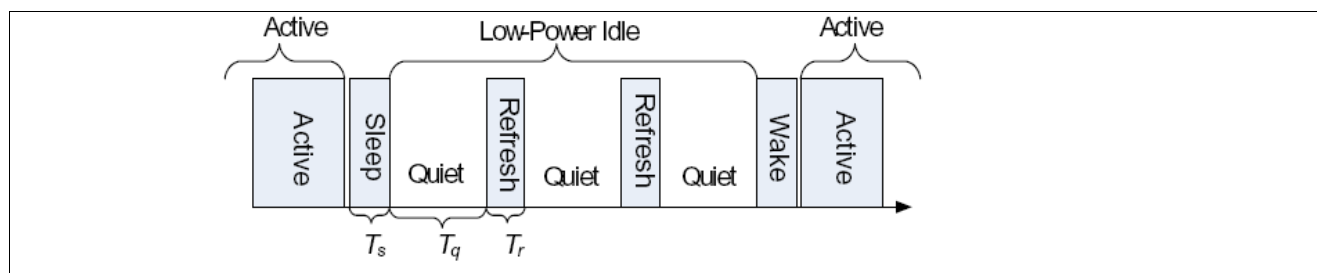 Active Low-Power Idle Active
Active Sleep Quiet Refresh Quiet Refresh Quiet Wake Active
Ts Tq Tr